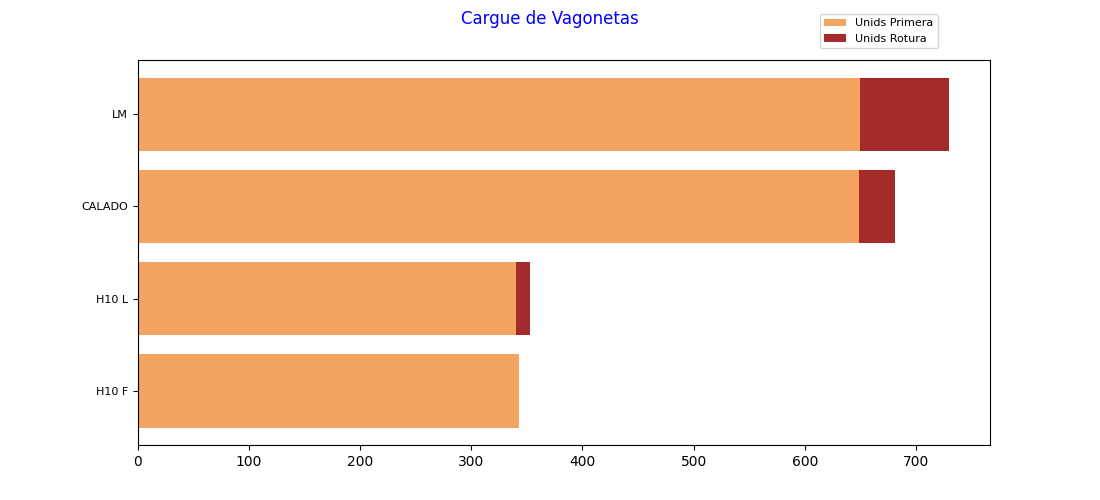 Cargue de Vagonetas
Unids Primera
Unids Rotura
LM
CALADO
H10 L
H10 F
0 100 200 300 400 500 600 700